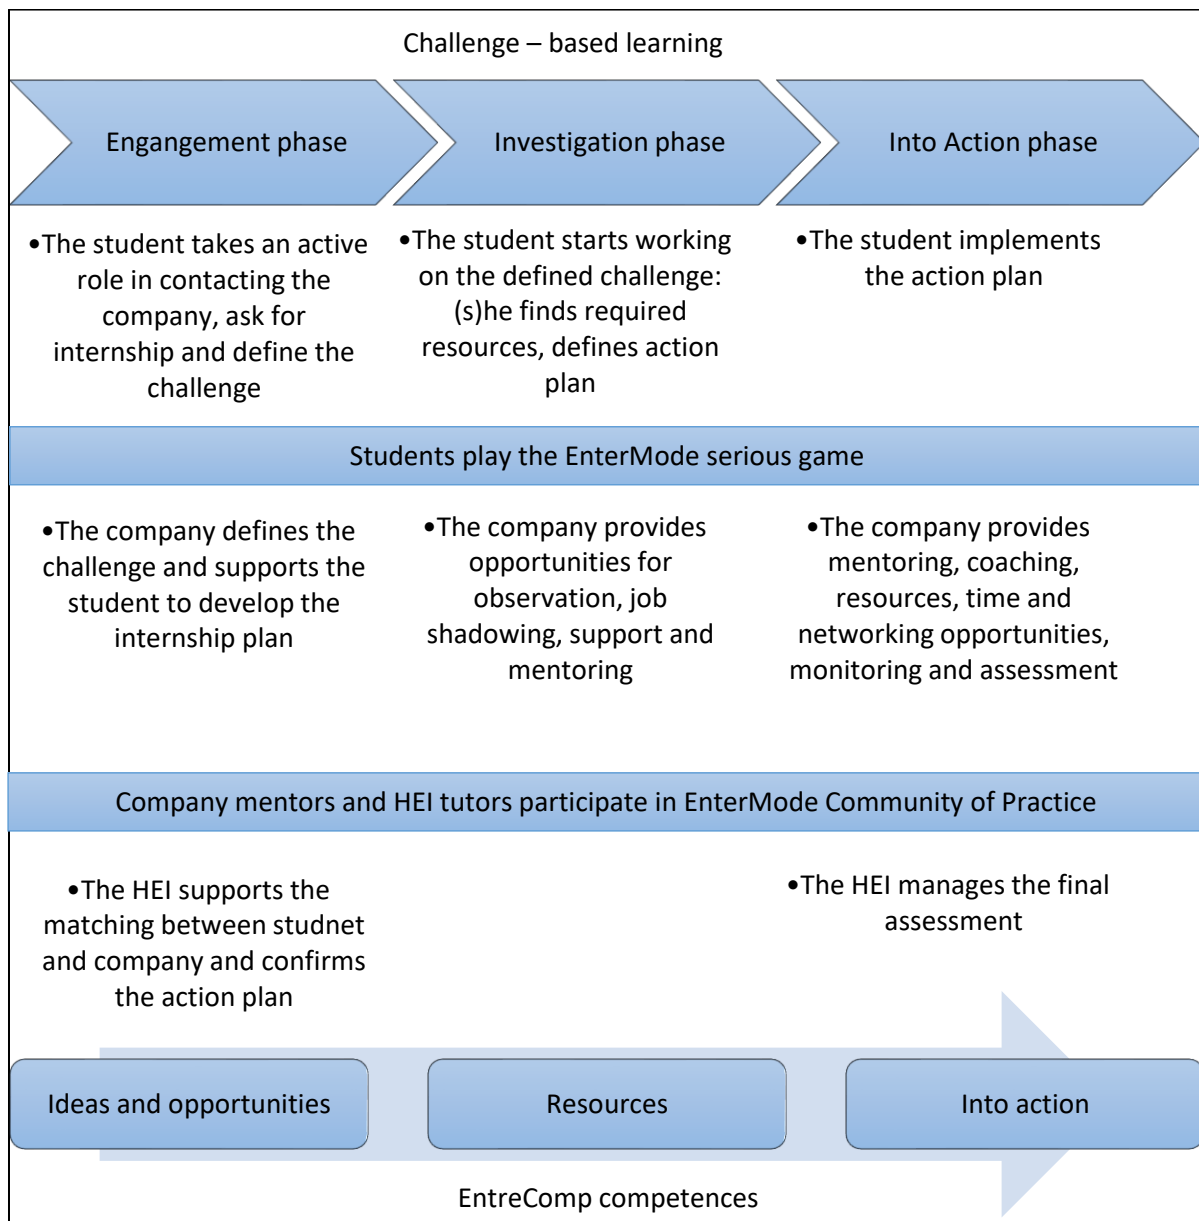 Challenge – based learning
Engangement phase
Investigation phase
Into Action phase
•The student takes an active
role in contacting the
company, ask for
internship and define the
challenge
•The student starts working
on the defined challenge:
(s)he finds required
resources, defines action
plan
•The student implements
the action plan
Students play the EnterMode serious game
•The company defines the
challenge and supports the
student to develop the
internship plan
•The company provides
opportunities for
observation, job
shadowing, support and
mentoring
•The company provides
mentoring, coaching,
resources, time and
networking opportunities,
monitoring and assessment
Company mentors and HEI tutors participate in EnterMode Community of Practice
•The HEI supports the
matching between studnet
and company and confirms
the action plan
•The HEI manages the final
assessment
Ideas and opportunities
Resources
Into action
EntreComp competences